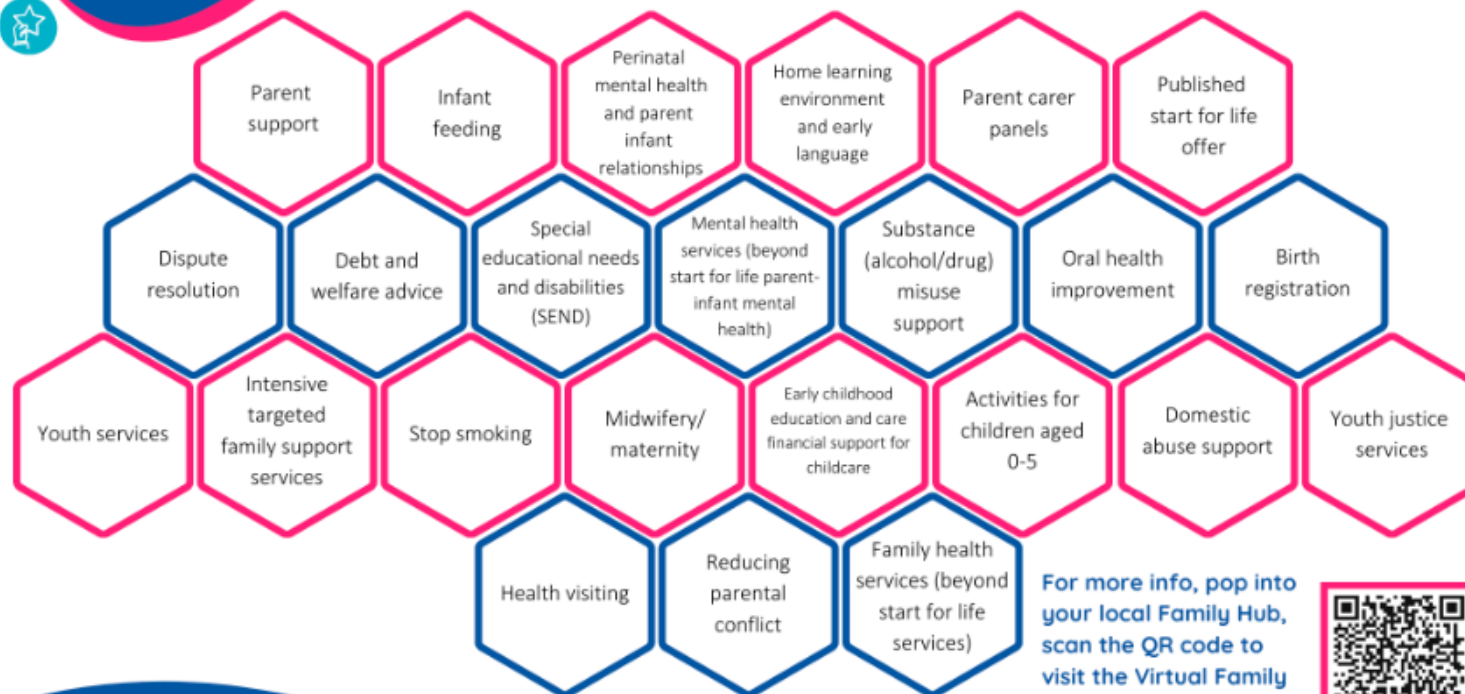 Parent
support
Infant
feeding
Perinatal
mental health
and parent
infant
relationships
Home learning
environment
and early
language
Parent carer
panels
Published
start for life
offer
Dispute
resolution
Debt and
welfare advice
Special
educational needs
and disabilities
(SEND)
Mental health
services (beyond
start for life parent-
infant mental
health)
Substance
(alcohol/drug)
misuse
support
Oral health
improvement
Birth
registration
Youth services
Intensive
targeted
family support
services
Stop smoking
Midwifery/
maternity
Early childhood
education and care
financial support for
childcare
Activities for
children aged
0-5
Domestic
abuse support
Youth justice
services
Health visiting
Reducing
parental
conflict
Family health
services (beyond
start for life
services)
For more info, pop into
your local Family Hub,
scan the QR code to
visit the Virtual Family